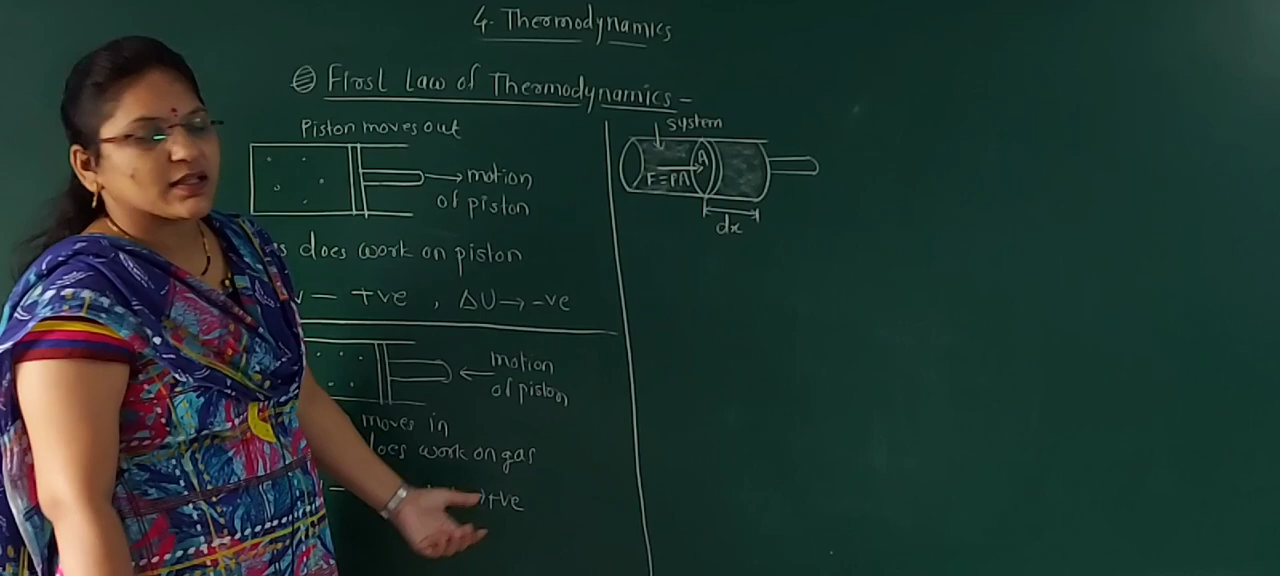 4. Thermodynamics
First Law of Thermodynamics -
Piston moves out
→ motion
of piston
does work on piston
— +ve , ΔU → -ve
← motion
of piston
moves in
does work on gas
— →+ve
system
A
F=PA
dx